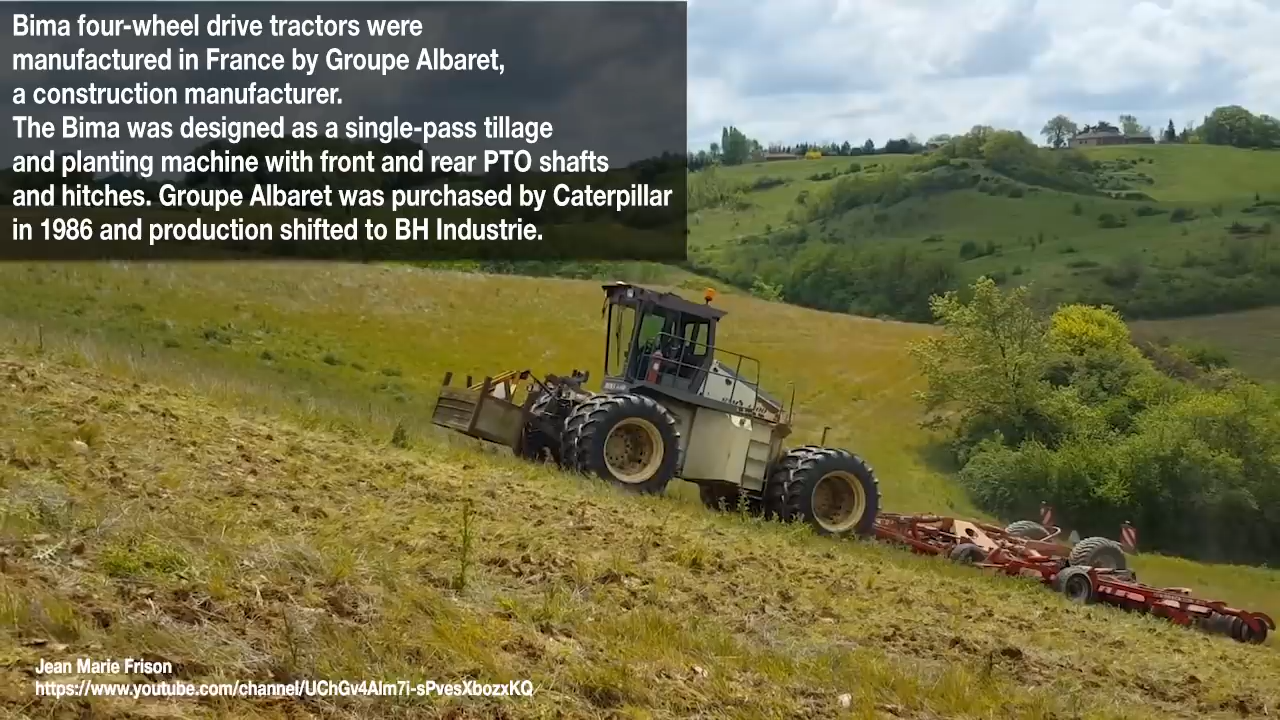 Bima four-wheel drive tractors were
manufactured in France by Groupe Albaret,
a construction manufacturer.
The Bima was designed as a single-pass tillage
and planting machine with front and rear PTO shafts
and hitches. Groupe Albaret was purchased by Caterpillar
in 1986 and production shifted to BH Industrie.
Jean Marie Frison
https://www.youtube.com/channel/UChGv4Alm7i-sPvesXbozxKQ